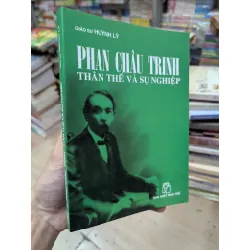 GIÁO SƯ HUỲNH LÝ
PHAN CHÂU TRINH
THÂN THẾ VÀ SỰ NGHIỆP